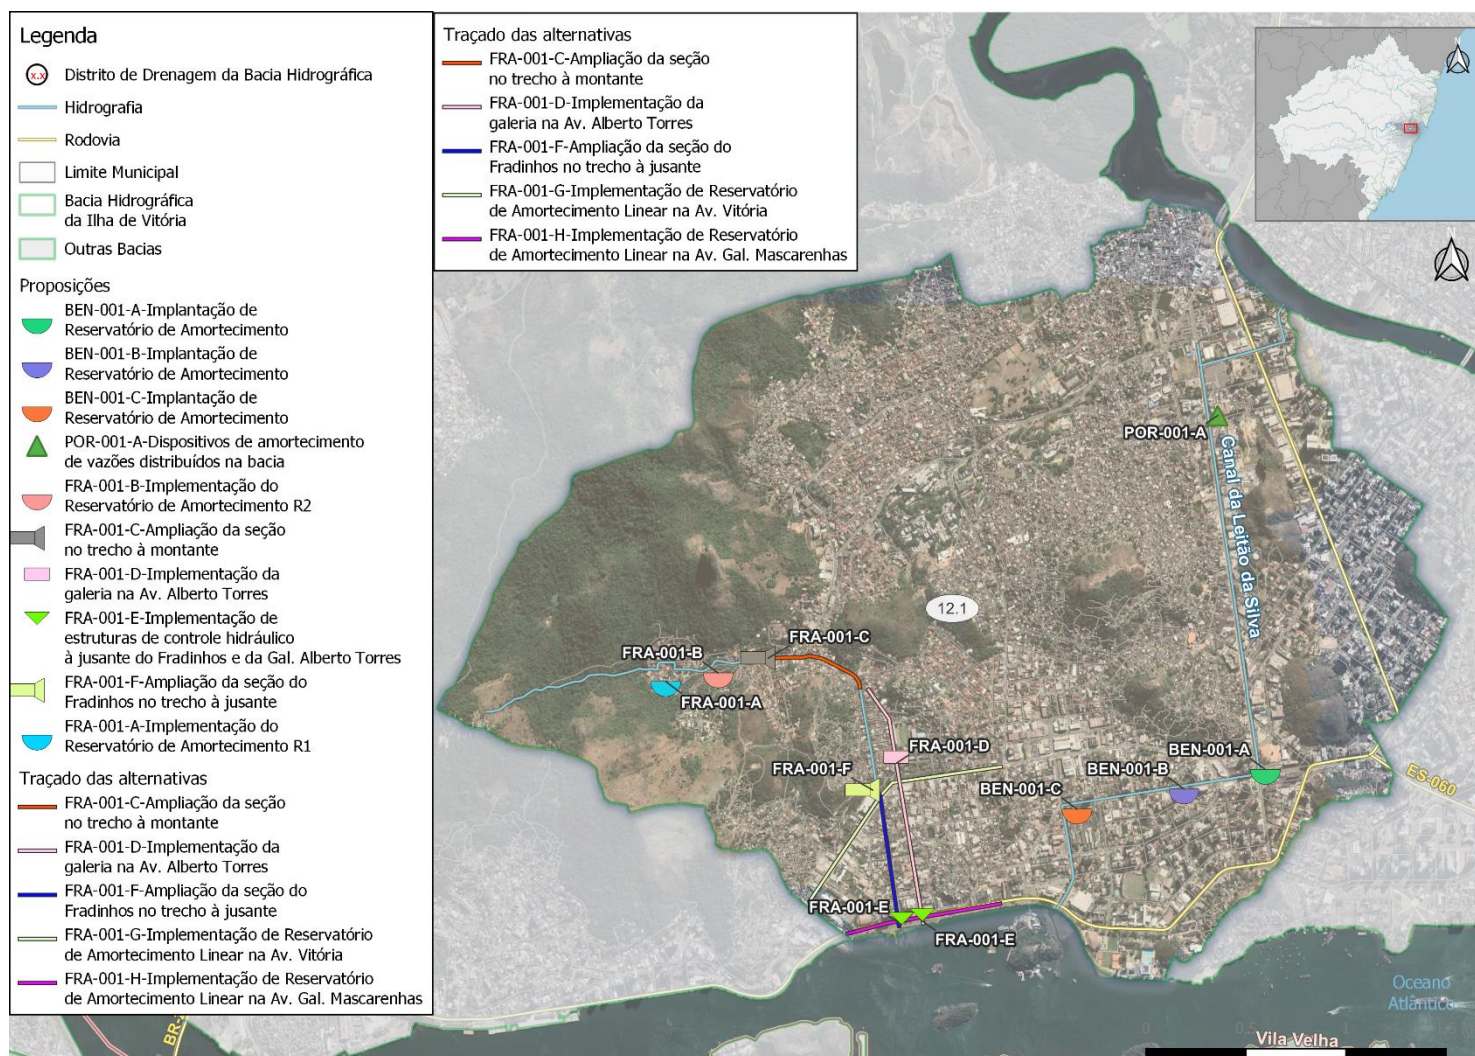 Legenda
x.x
Distrito de Drenagem da Bacia Hidrográfica
Hidrografia
Rodovia
Limite Municipal
Bacia Hidrográfica
da Ilha de Vitória
Outras Bacias
Proposições
BEN-001-A-Implantação de
Reservatório de Amortecimento
BEN-001-B-Implantação de
Reservatório de Amortecimento
BEN-001-C-Implantação de
Reservatório de Amortecimento
POR-001-A-Dispositivos de amortecimento
de vazões distribuídos na bacia
FRA-001-B-Implementação do
Reservatório de Amortecimento R2
FRA-001-C-Ampliação da seção
no trecho à montante
FRA-001-D-Implementação da
galeria na Av. Alberto Torres
FRA-001-E-Implementação de
estruturas de controle hidráulico
à jusante do Fradinhos e da Gal. Alberto Torres
FRA-001-F-Ampliação da seção do
Fradinhos no trecho à jusante
FRA-001-A-Implementação do
Reservatório de Amortecimento R1
Traçado das alternativas
FRA-001-C-Ampliação da seção
no trecho à montante
FRA-001-D-Implementação da
galeria na Av. Alberto Torres
FRA-001-F-Ampliação da seção do
Fradinhos no trecho à jusante
FRA-001-G-Implementação de Reservatório
de Amortecimento Linear na Av. Vitória
FRA-001-H-Implementação de Reservatório
de Amortecimento Linear na Av. Gal. Mascarenhas
Traçado das alternativas
FRA-001-C-Ampliação da seção
no trecho à montante
FRA-001-D-Implementação da
galeria na Av. Alberto Torres
FRA-001-F-Ampliação da seção do
Fradinhos no trecho à jusante
FRA-001-G-Implementação de Reservatório
de Amortecimento Linear na Av. Vitória
FRA-001-H-Implementação de Reservatório
de Amortecimento Linear na Av. Gal. Mascarenhas
N
N
POR-001-A
Canal da Leitão da Silva
12.1
FRA-001-C
FRA-001-B
FRA-001-A
FRA-001-D
FRA-001-F
BEN-001-A
BEN-001-B
BEN-001-C
ES-060
FRA-001-E
FRA-001-E
Oceano
Atlântico
Vila Velha